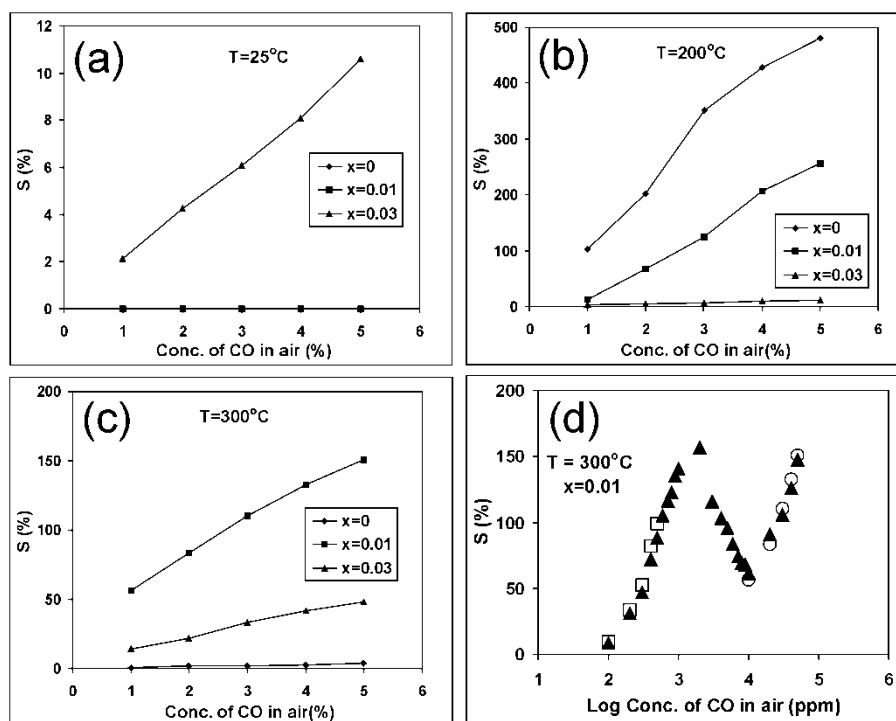 (a)
T=25°C
12
10
8
6
4
2
0
S (%)
x=0
x=0.01
x=0.03
0 1 2 3 4 5 6
Conc. of CO in air (%)
(b)
T=200°C
500
400
300
200
100
0
S (%)
x=0
x=0.01
x=0.03
0 1 2 3 4 5 6
Conc. of CO in air(%)
(c)
T=300°C
200
150
100
50
0
S (%)
x=0
x=0.01
x=0.03
0 1 2 3 4 5 6
Conc. of CO in air(%)
(d)
T = 300°C
x=0.01
200
150
100
50
0
S (%)
1 2 3 4 5 6
Log Conc. of CO in air (ppm)